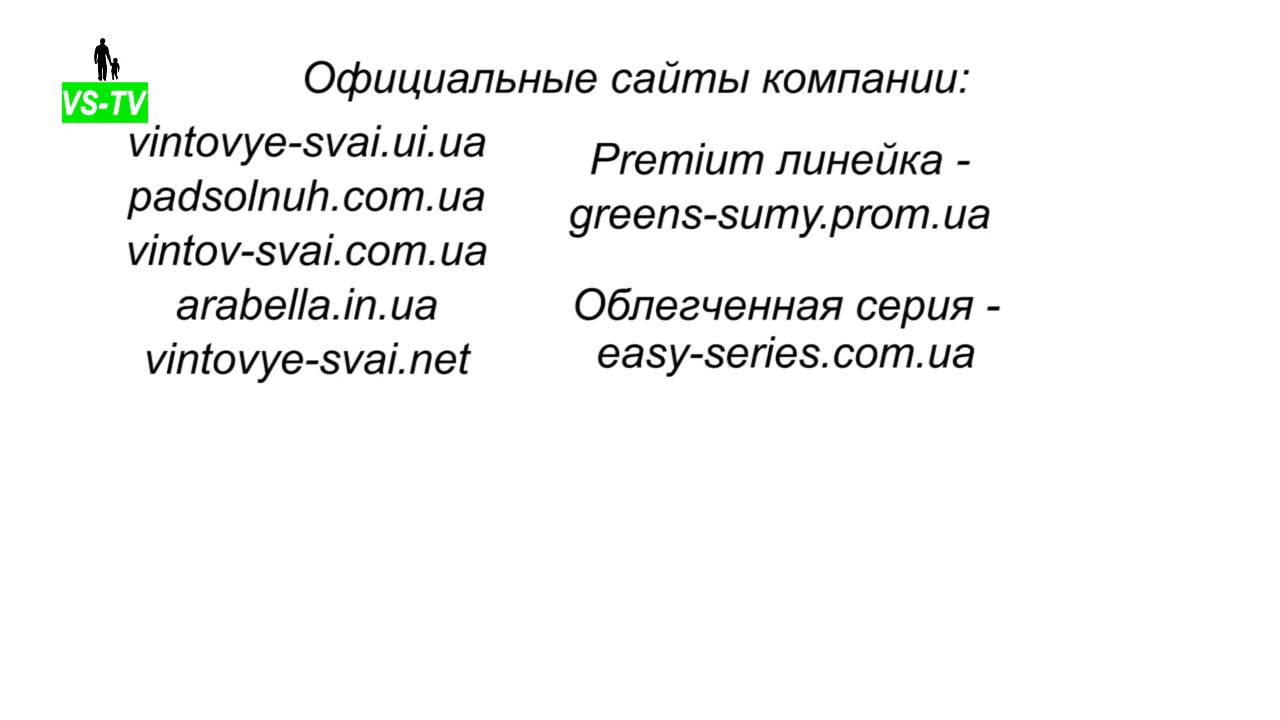 VS-TV
Официальные сайты компании:
vintovye-svai.ui.ua
padsolnuh.com.ua
vintov-svai.com.ua
arabella.in.ua
vintovye-svai.net
Premium линейка -
greens-sumy.prom.ua
Облегченная серия -
easy-series.com.ua